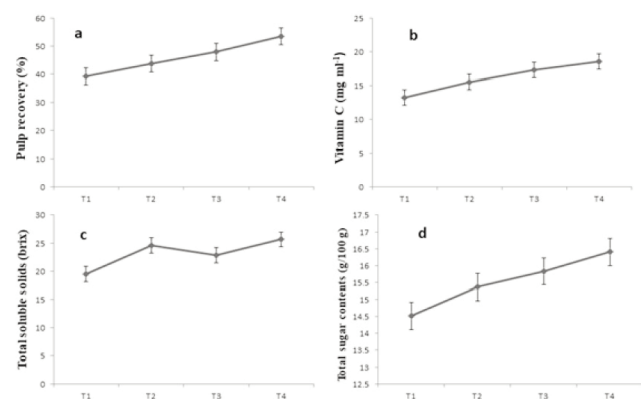 a
Pulp recovery (%)
60
50
40
30
20
10
0
T1 T2 T3 T4
b
Vitamin C (mg ml-1)
25
20
15
10
5
0
T1 T2 T3 T4
c
Total soluble solids (brix)
30
25
20
15
10
5
0
T1 T2 T3 T4
d
Total sugar contents (g/100 g)
17.5
17
16.5
16
15.5
15
14.5
14
13.5
13
12.5
T1 T2 T3 T4